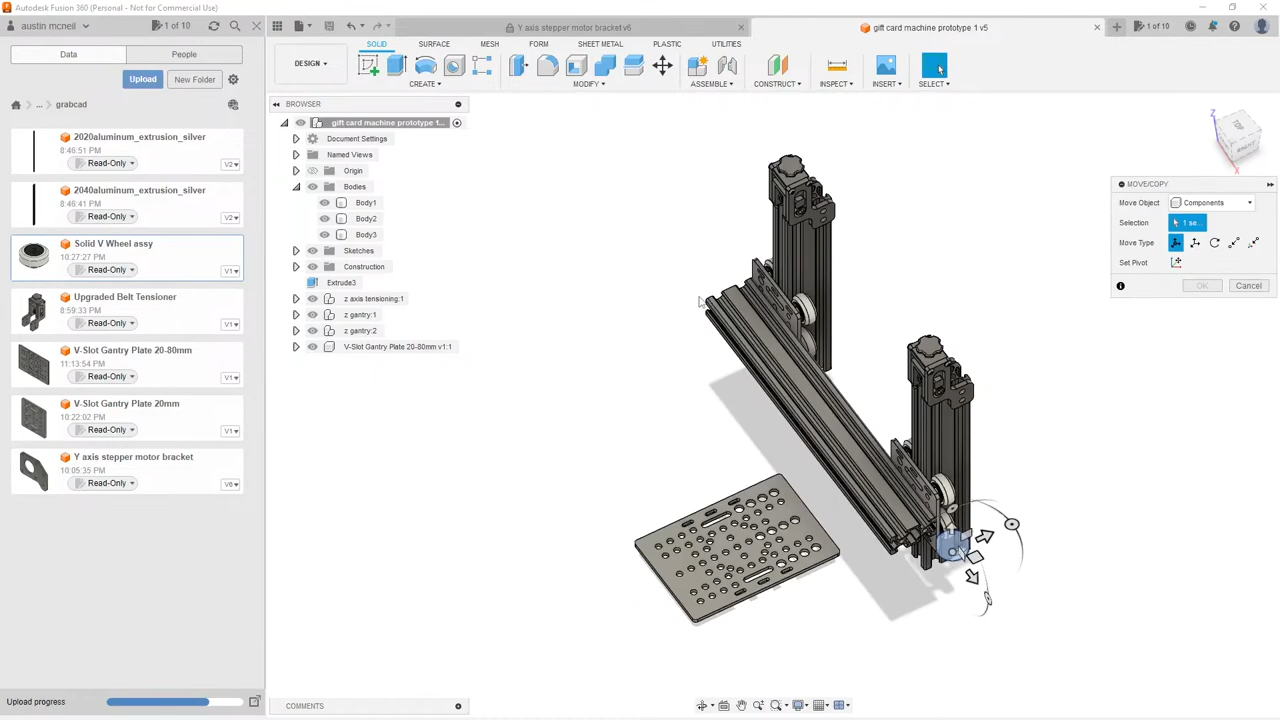 Autodesk Fusion 360 (Personal - Not for Commercial Use)
austin mcneil
1 of 10
Y axis stepper motor bracket v6
gift card machine prototype 1 v5
1 of 10
Data
People
Upload
New Folder
... grabcad
2020aluminum_extrusion_silver
8:46:51 PM
Read-Only
V2
2040aluminum_extrusion_silver
8:46:41 PM
Read-Only
V2
Solid V Wheel assy
10:27:27 PM
Read-Only
V1
Upgraded Belt Tensioner
8:59:33 PM
Read-Only
V1
V-Slot Gantry Plate 20-80mm
11:13:54 PM
Read-Only
V1
V-Slot Gantry Plate 20mm
10:22:02 PM
Read-Only
V1
Y axis stepper motor bracket
10:05:35 PM
Read-Only
V6
Upload progress
DESIGN
SOLID
SURFACE
MESH
FORM
SHEET METAL
PLASTIC
UTILITIES
CREATE
MODIFY
ASSEMBLE
CONSTRUCT
INSPECT
INSERT
SELECT
BROWSER
gift card machine prototype 1...
Document Settings
Named Views
Origin
Bodies
Body1
Body2
Body3
Sketches
Construction
Extrude3
z axis tensioning:1
z gantry:1
z gantry:2
V-Slot Gantry Plate 20-80mm v1:1
COMMENTS
Z
RIGHT
X
MOVE/COPY
Move Object
Components
Selection
1 se...
Move Type
Set Pivot
OK
Cancel